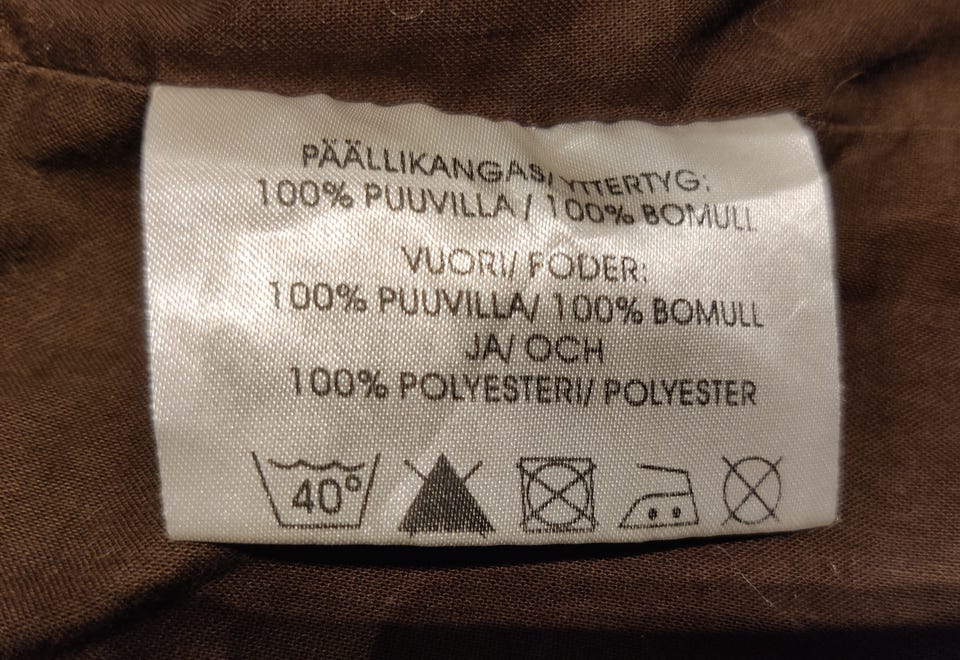 PÄÄLLIKANGAS/ YTTERTYG:
100% PUUVILLA / 100% BOMULL
VUORI/ FODER:
100% PUUVILLA/ 100% BOMULL
JA/ OCH
100% POLYESTERI/ POLYESTER
40°